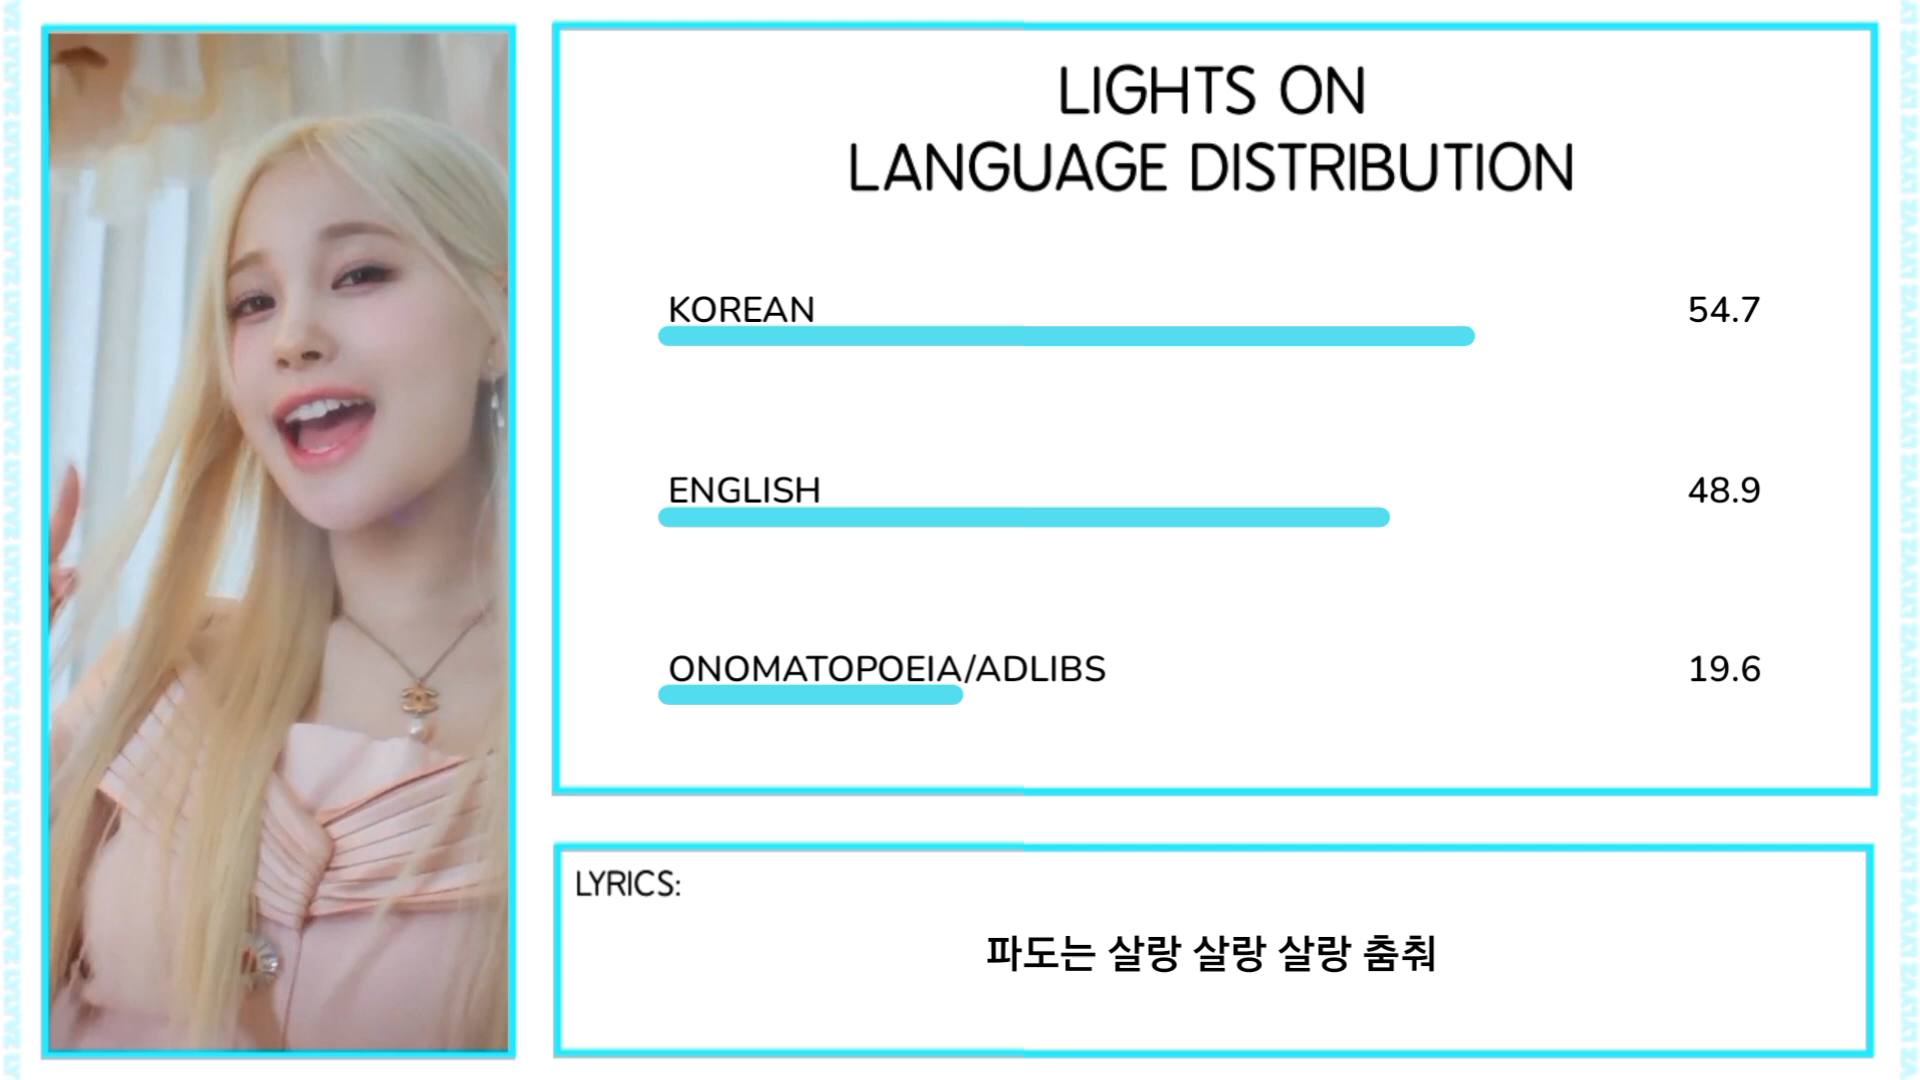 LIGHTS ON
LANGUAGE DISTRIBUTION
KOREAN 54.7
ENGLISH 48.9
ONOMATOPOEIA/ADLIBS 19.6
LYRICS:
파도는 살랑 살랑 살랑 춤춰